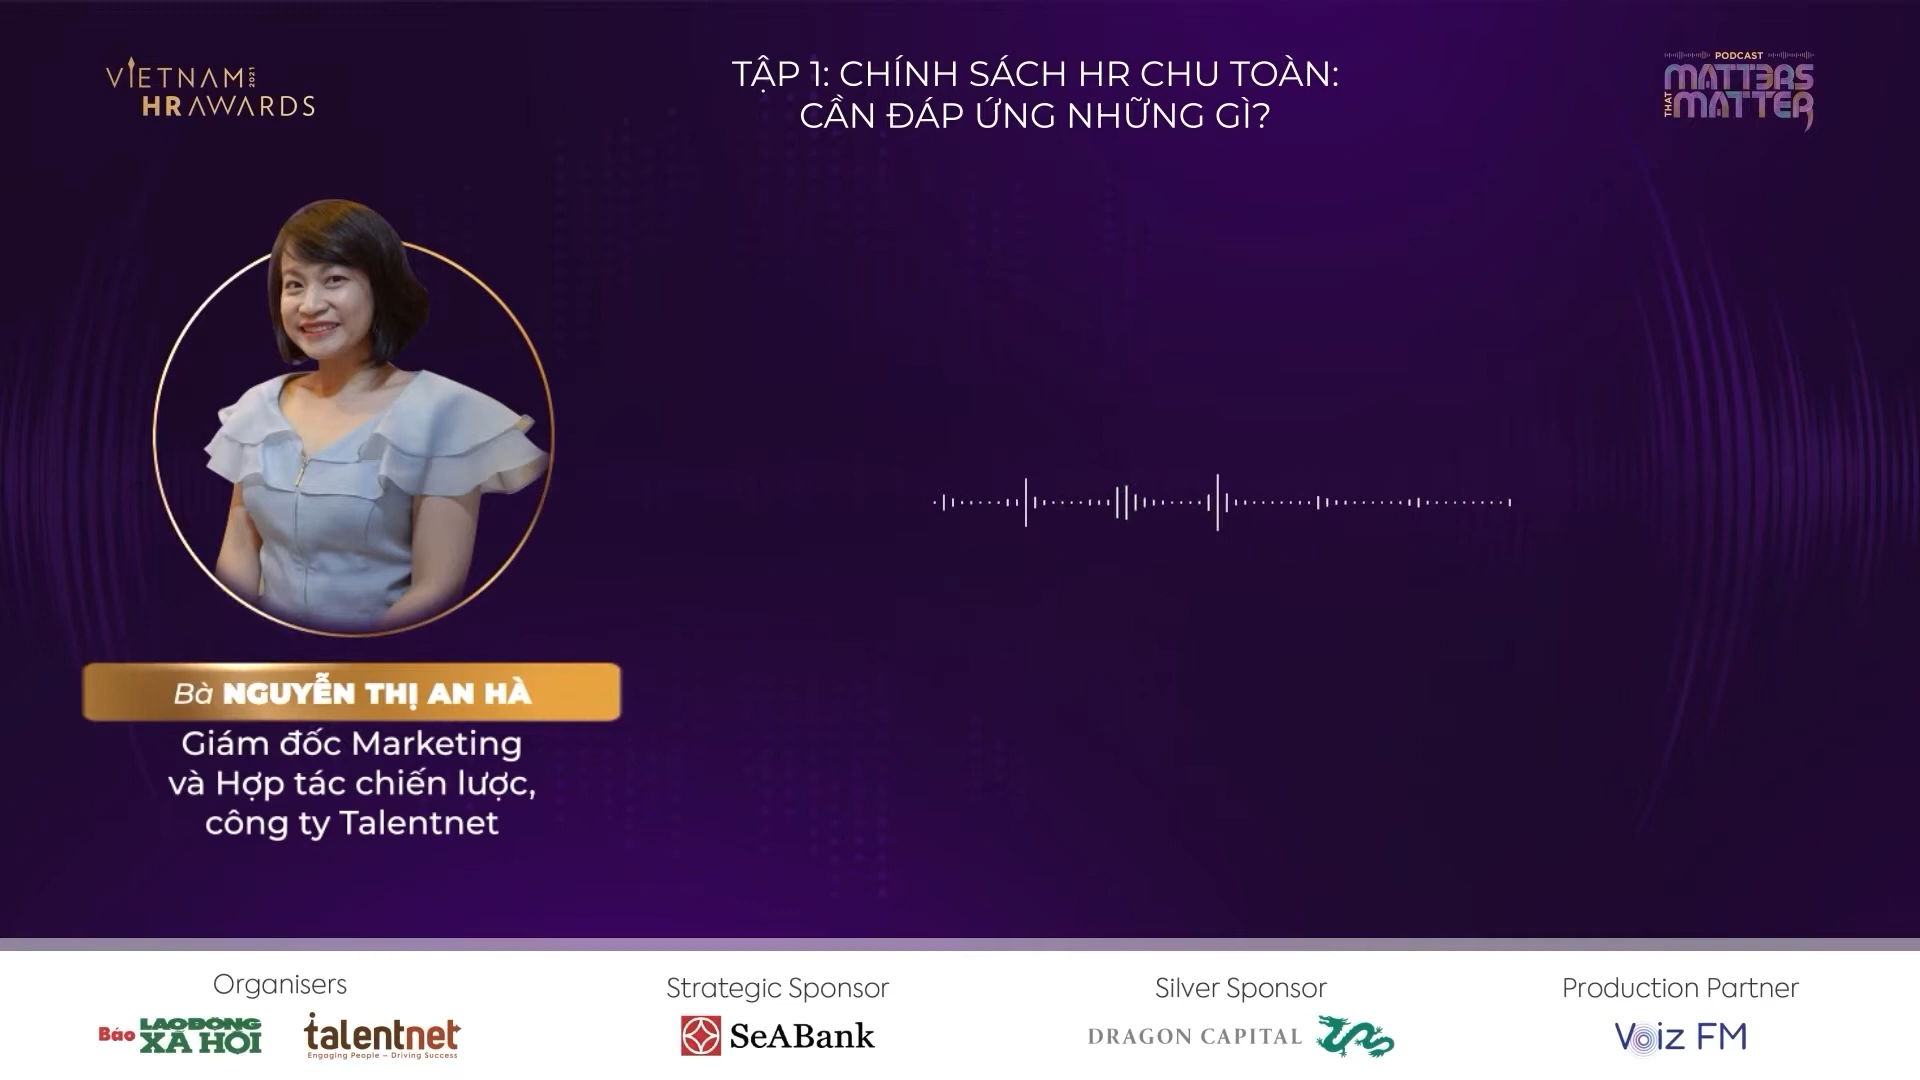 VIETNAM 2021
HR AWARDS
TẬP 1: CHÍNH SÁCH HR CHU TOÀN:
CẦN ĐÁP ỨNG NHỮNG GÌ?
PODCAST
MATTERS
THAT MATTER
Bà NGUYỄN THỊ AN HÀ
Giám đốc Marketing
và Hợp tác chiến lược,
công ty Talentnet
Organisers
Báo LAO ĐỘNG
XÃ HỘI
talentnet
Engaging People – Driving Success
Strategic Sponsor
SeABank
Silver Sponsor
DRAGON CAPITAL
Production Partner
Voiz FM